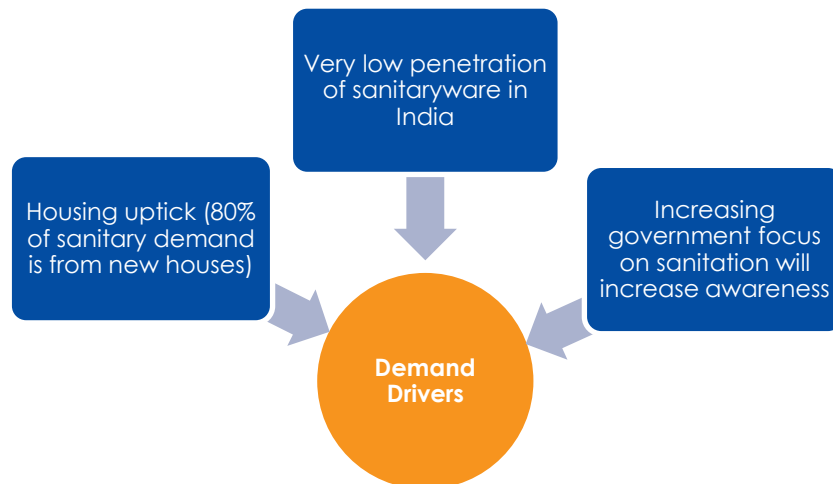 Very low penetration
of sanitaryware in
India
Housing uptick (80%
of sanitary demand
is from new houses)
Increasing
government focus
on sanitation will
increase awareness
Demand
Drivers